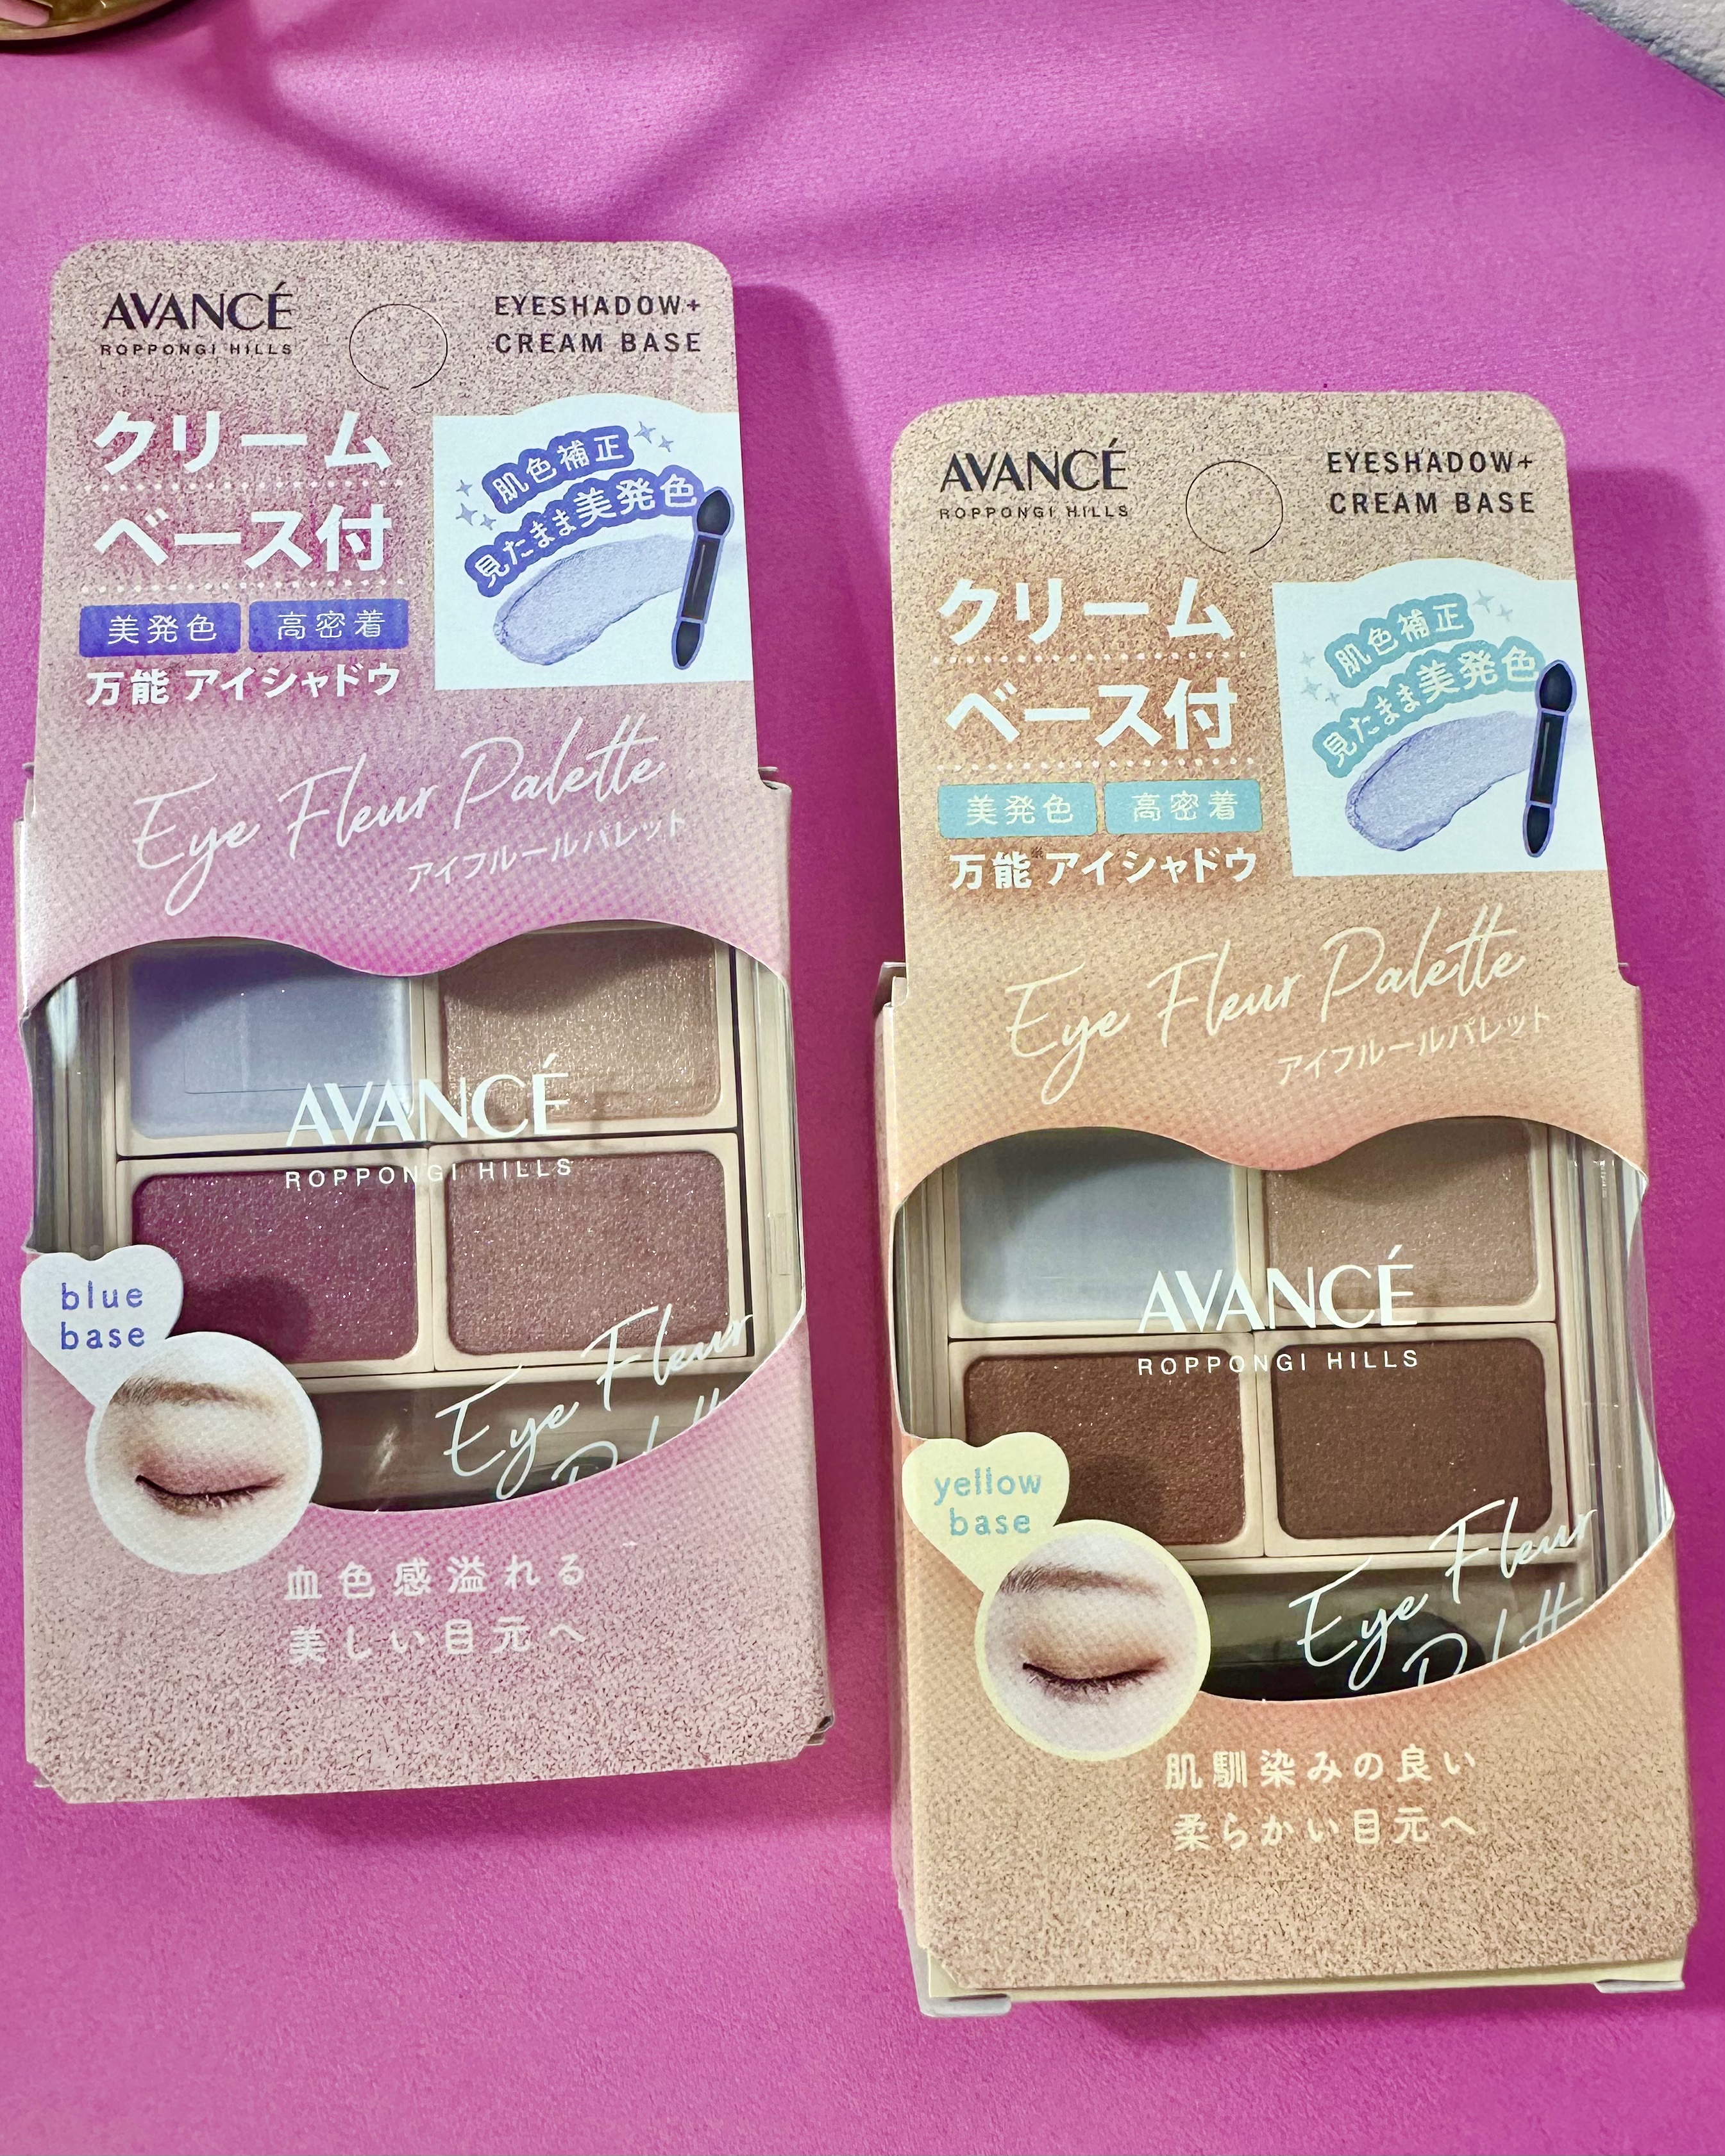 AVANCÉ
ROPPONGI HILLS
EYESHADOW+
CREAM BASE
クリーム
ベース付
肌色補正
見たまま美発色
美発色
高密着
万能 アイシャドウ
Eye Fleur Palette
アイフルールパレット
AVANCÉ
ROPPONGI HILLS
blue
base
Eye Fleur
血色感溢れる
美しい目元へ
AVANCÉ
ROPPONGI HILLS
EYESHADOW+
CREAM BASE
クリーム
ベース付
肌色補正
見たまま美発色
美発色
高密着
万能※アイシャドウ
Eye Fleur Palette
アイフルールパレット
AVANCÉ
ROPPONGI HILLS
yellow
base
Eye Fleur
肌馴染みの良い
柔らかい目元へ